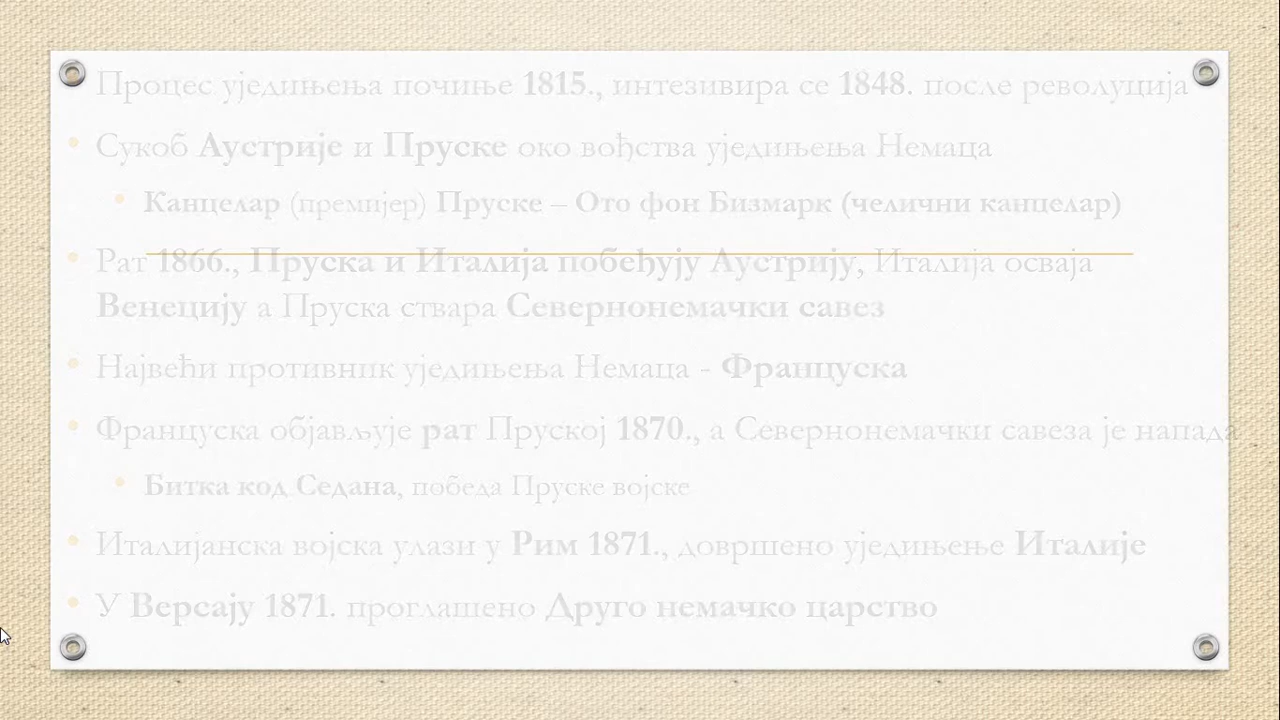 Процес уједињења почиње 1815., интезивира се 1848. после револуција
Сукоб Аустрије и Пруске око вођства уједињења Немаца
Канцелар (премијер) Пруске – Ото фон Бизмарк (челични канцелар)
Рат 1866., Пруска и Италија побеђују Аустрију, Италија осваја
Венецију а Пруска ствара Севернонемачки савез
Највећи противник уједињења Немаца - Француска
Француска објављује рат Пруској 1870., а Севернонемачки савеза је напада
Битка код Седана, победа Пруске војске
Италијанска војска улази у Рим 1871., довршено уједињење Италије
У Версају 1871. проглашено Друго немачко царство